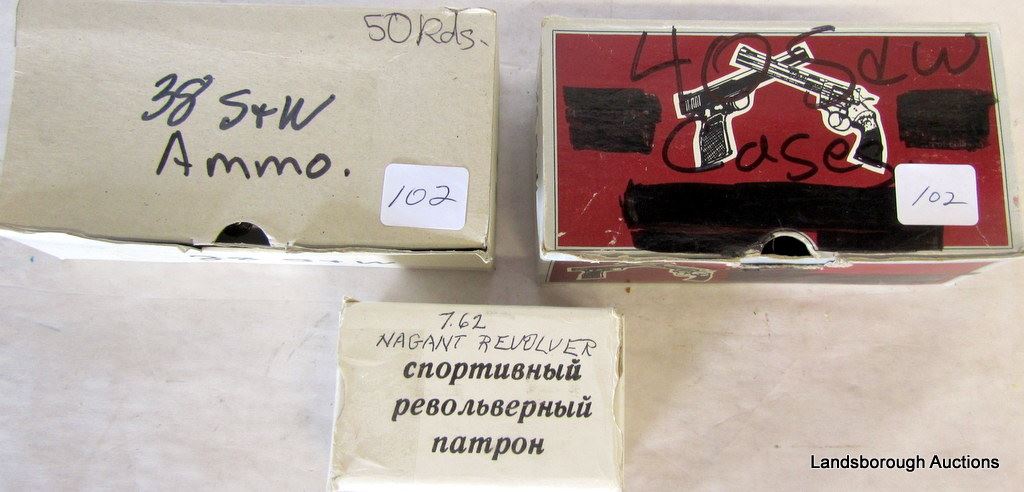 50 Rds.
38 S+W
Ammo.
102
40 S&W
Cases.
102
7.62
NAGANT REVOLVER
спортивный
револьверный
патрон
Landsborough Auctions